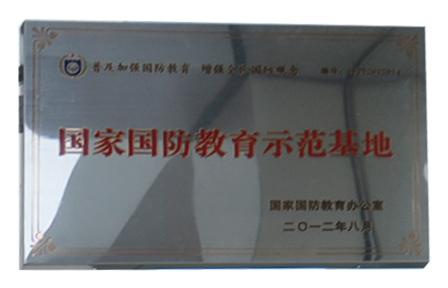 普及加强国防教育 增强全民国防观念 编号:
国家国防教育示范基地
国家国防教育办公室
二〇一二年八月